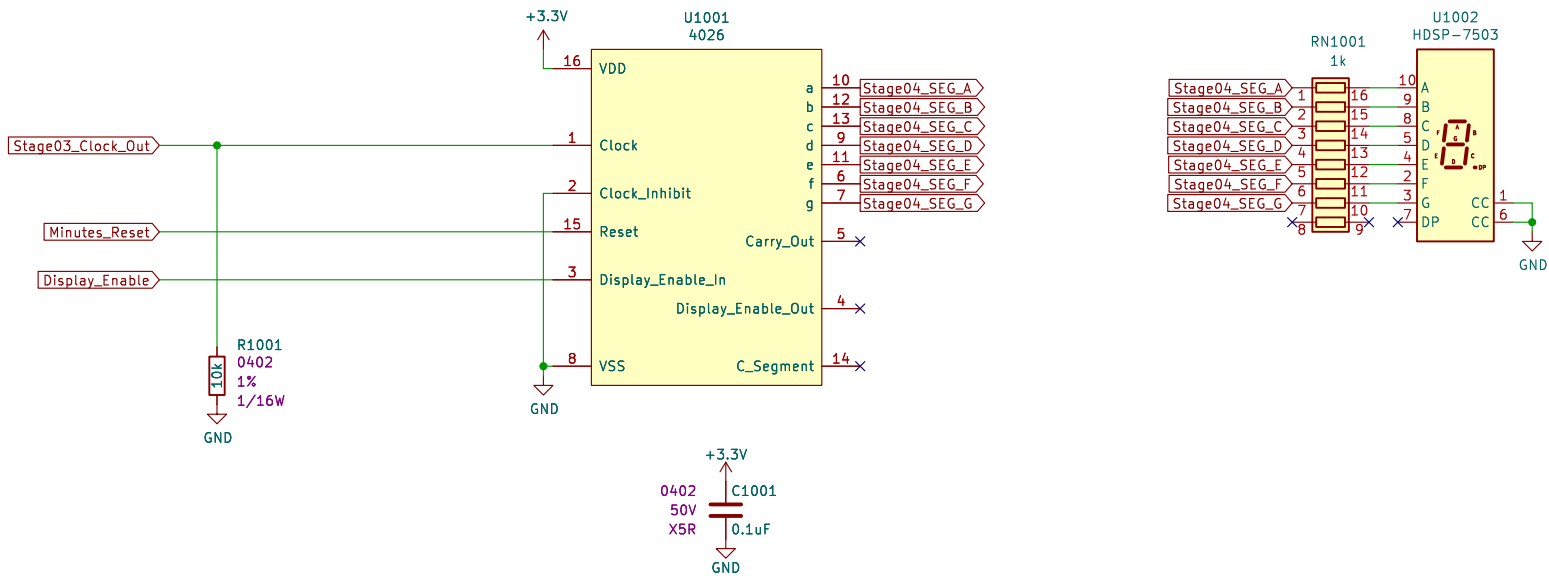 +3.3V
U1001
4026
16 VDD
Stage03_Clock_Out
1 Clock
2 Clock_Inhibit
Minutes_Reset
15 Reset
Display_Enable
3 Display_Enable_In
8 VSS
GND
R1001
10k
0402
1%
1/16W
GND
a 10 Stage04_SEG_A
b 12 Stage04_SEG_B
c 13 Stage04_SEG_C
d 9 Stage04_SEG_D
e 11 Stage04_SEG_E
f 6 Stage04_SEG_F
g 7 Stage04_SEG_G
Carry_Out 5
Display_Enable_Out 4
C_Segment 14
+3.3V
C1001
0402
50V
X5R
0.1uF
GND
RN1001
1k
Stage04_SEG_A 1 16
Stage04_SEG_B 2 15
Stage04_SEG_C 3 14
Stage04_SEG_D 4 13
Stage04_SEG_E 5 12
Stage04_SEG_F 6 11
Stage04_SEG_G 7 10
8 9
U1002
HDSP-7503
10 A
9 B
8 C
5 D
4 E
2 F
3 G
7 DP
A
F B
G
E C
D
DP
CC 1
CC 6
GND